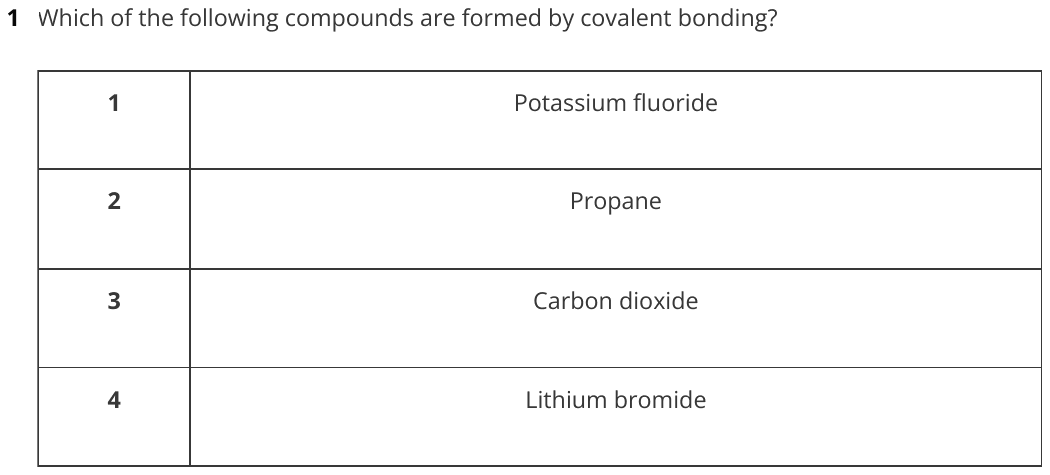 1 Which of the following compounds are formed by covalent bonding?
1 Potassium fluoride
2 Propane
3 Carbon dioxide
4 Lithium bromide